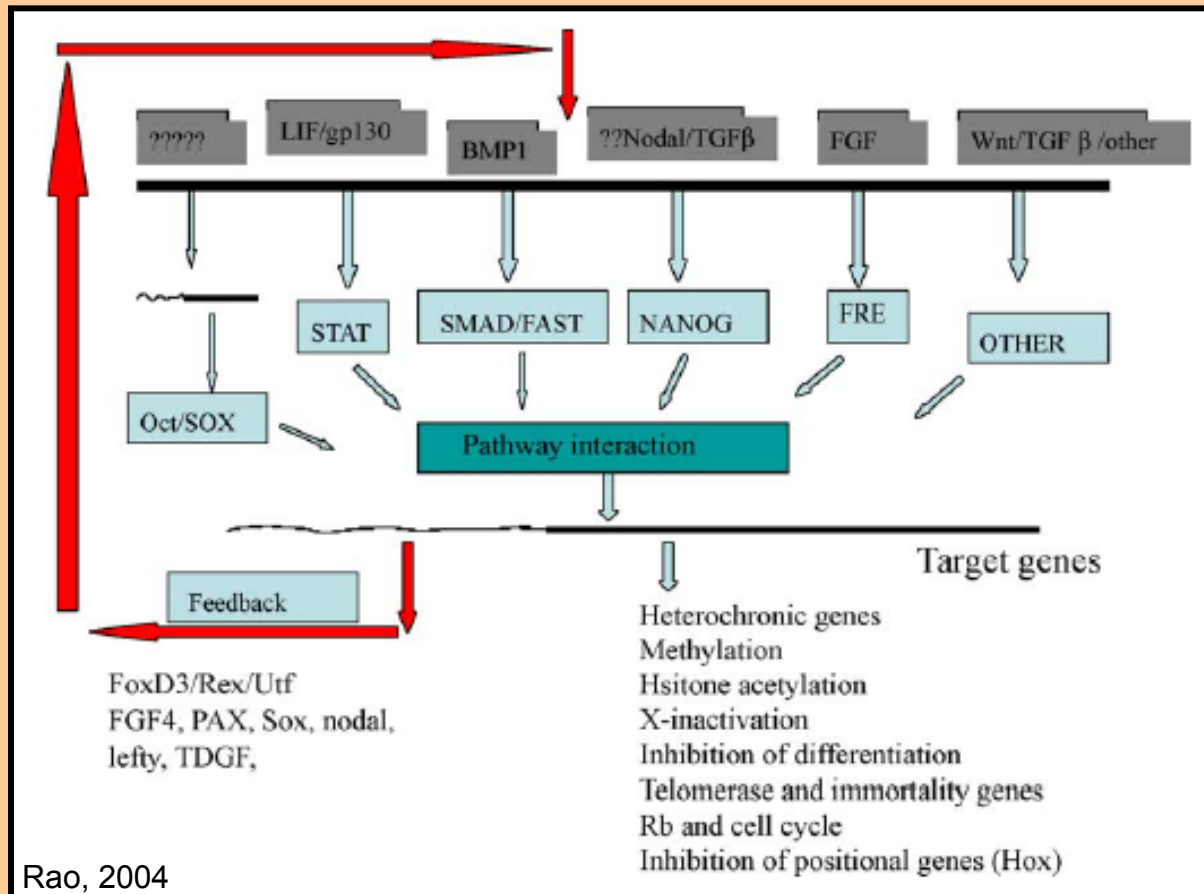 ?????
LIF/gp130
BMP1
??Nodal/TGFβ
FGF
Wnt/TGF β /other
STAT
SMAD/FAST
NANOG
FRE
OTHER
Oct/SOX
Pathway interaction
Target genes
Feedback
FoxD3/Rex/Utf
FGF4, PAX, Sox, nodal,
lefty, TDGF,
Heterochronic genes
Methylation
Hsitone acetylation
X-inactivation
Inhibition of differentiation
Telomerase and immortality genes
Rb and cell cycle
Inhibition of positional genes (Hox)
Rao, 2004